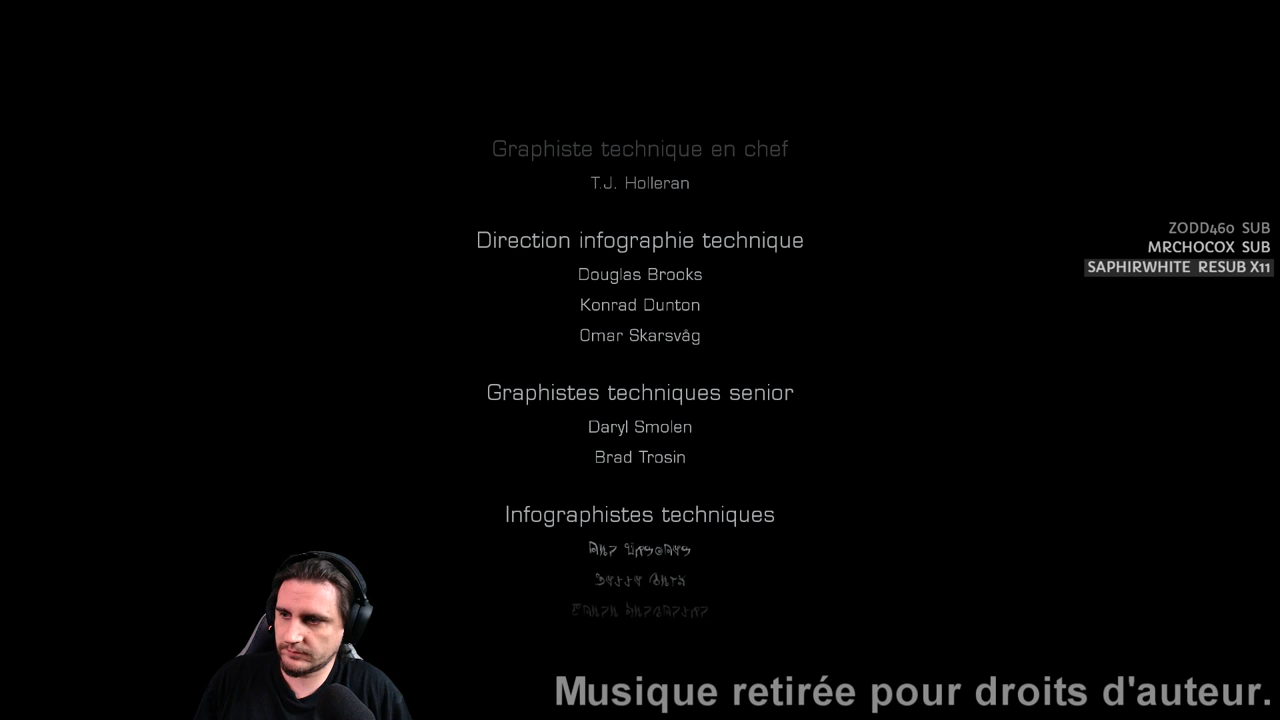 Graphiste technique en chef
T.J. Holleran
Direction infographie technique
Douglas Brooks
Konrad Dunton
Omar Skarsvåg
Graphistes techniques senior
Daryl Smolen
Brad Trosin
Infographistes techniques
ZODD460 SUB
MRCHOCOX SUB
SAPHIRWHITE RESUB X11
Musique retirée pour droits d'auteur.